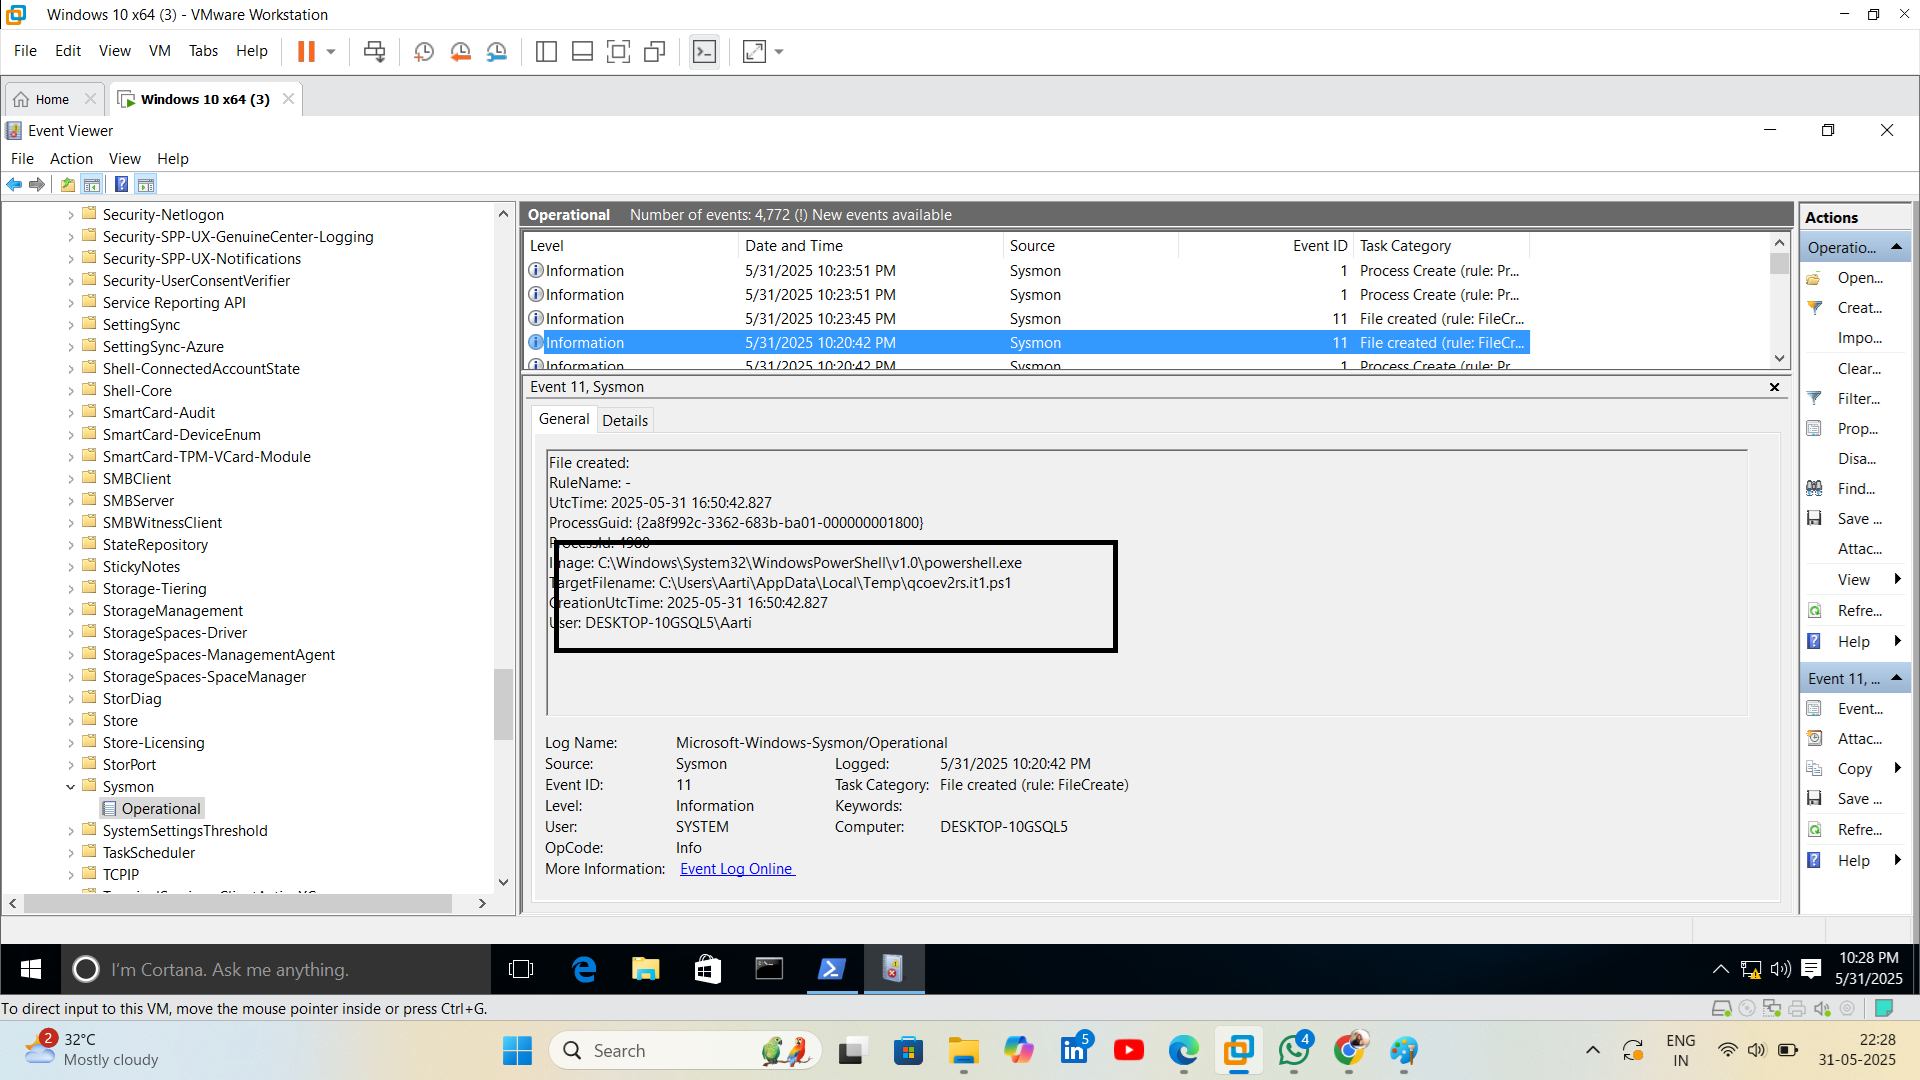 Windows 10 x64 (3) - VMware Workstation
File Edit View VM Tabs Help
Home
Windows 10 x64 (3)
Event Viewer
File Action View Help
Security-Netlogon
Security-SPP-UX-GenuineCenter-Logging
Security-SPP-UX-Notifications
Security-UserConsentVerifier
Service Reporting API
SettingSync
SettingSync-Azure
Shell-ConnectedAccountState
Shell-Core
SmartCard-Audit
SmartCard-DeviceEnum
SmartCard-TPM-VCard-Module
SMBClient
SMBServer
SMBWitnessClient
StateRepository
StickyNotes
Storage-Tiering
StorageManagement
StorageSpaces-Driver
StorageSpaces-ManagementAgent
StorageSpaces-SpaceManager
StorDiag
Store
Store-Licensing
StorPort
Sysmon
Operational
SystemSettingsThreshold
TaskScheduler
TCPIP
Operational Number of events: 4,772 (!) New events available
Level Date and Time Source Event ID Task Category
Information 5/31/2025 10:23:51 PM Sysmon 1 Process Create (rule: Pr...
Information 5/31/2025 10:23:51 PM Sysmon 1 Process Create (rule: Pr...
Information 5/31/2025 10:23:45 PM Sysmon 11 File created (rule: FileCr...
Information 5/31/2025 10:20:42 PM Sysmon 11 File created (rule: FileCr...
Information 5/31/2025 10:20:42 PM Sysmon 1 Process Create (rule: Pr...
Event 11, Sysmon
General Details
File created:
RuleName: -
UtcTime: 2025-05-31 16:50:42.827
ProcessGuid: {2a8f992c-3362-683b-ba01-000000001800}
ProcessId: 4980
Image: C:\Windows\System32\WindowsPowerShell\v1.0\powershell.exe
TargetFilename: C:\Users\Aarti\AppData\Local\Temp\qcoev2rs.it1.ps1
CreationUtcTime: 2025-05-31 16:50:42.827
User: DESKTOP-10GSQL5\Aarti
Log Name: Microsoft-Windows-Sysmon/Operational
Source: Sysmon Logged: 5/31/2025 10:20:42 PM
Event ID: 11 Task Category: File created (rule: FileCreate)
Level: Information Keywords:
User: SYSTEM Computer: DESKTOP-10GSQL5
OpCode: Info
More Information: Event Log Online
Actions
Operatio...
Open...
Creat...
Impo...
Clear...
Filter...
Prop...
Disa...
Find...
Save ...
Attac...
View
Refre...
Help
Event 11, ...
Event...
Attac...
Copy
Save ...
Refre...
Help
I'm Cortana. Ask me anything.
10:28 PM
5/31/2025
To direct input to this VM, move the mouse pointer inside or press Ctrl+G.
2
32°C
Mostly cloudy
Search
5
4
ENG
IN
22:28
31-05-2025